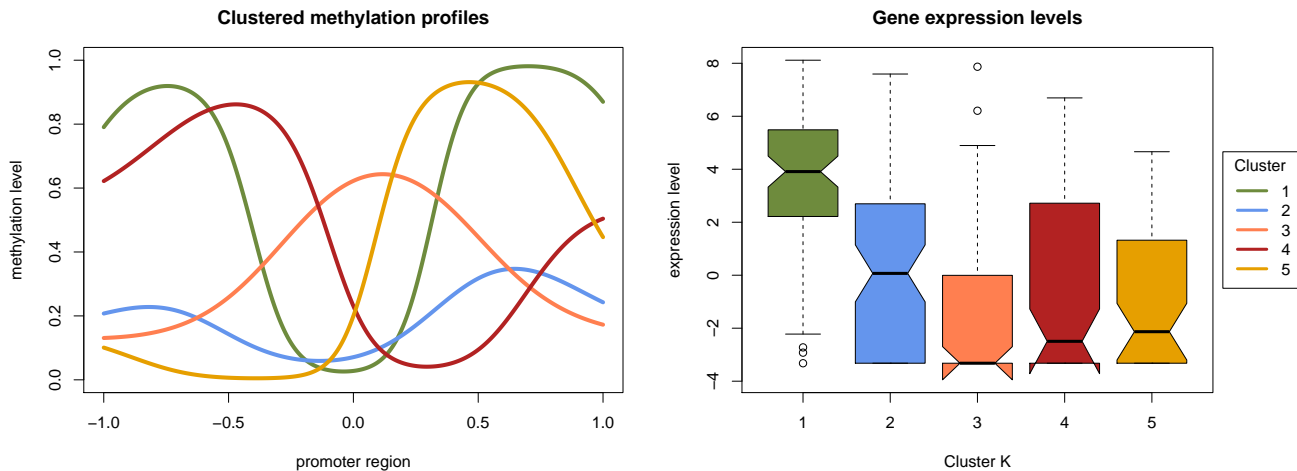 Clustered methylation profiles
methylation level
0.0 0.2 0.4 0.6 0.8 1.0
−1.0 −0.5 0.0 0.5 1.0
promoter region
Gene expression levels
expression level
−4 −2 0 2 4 6 8
1 2 3 4 5
Cluster K
Cluster
1
2
3
4
5